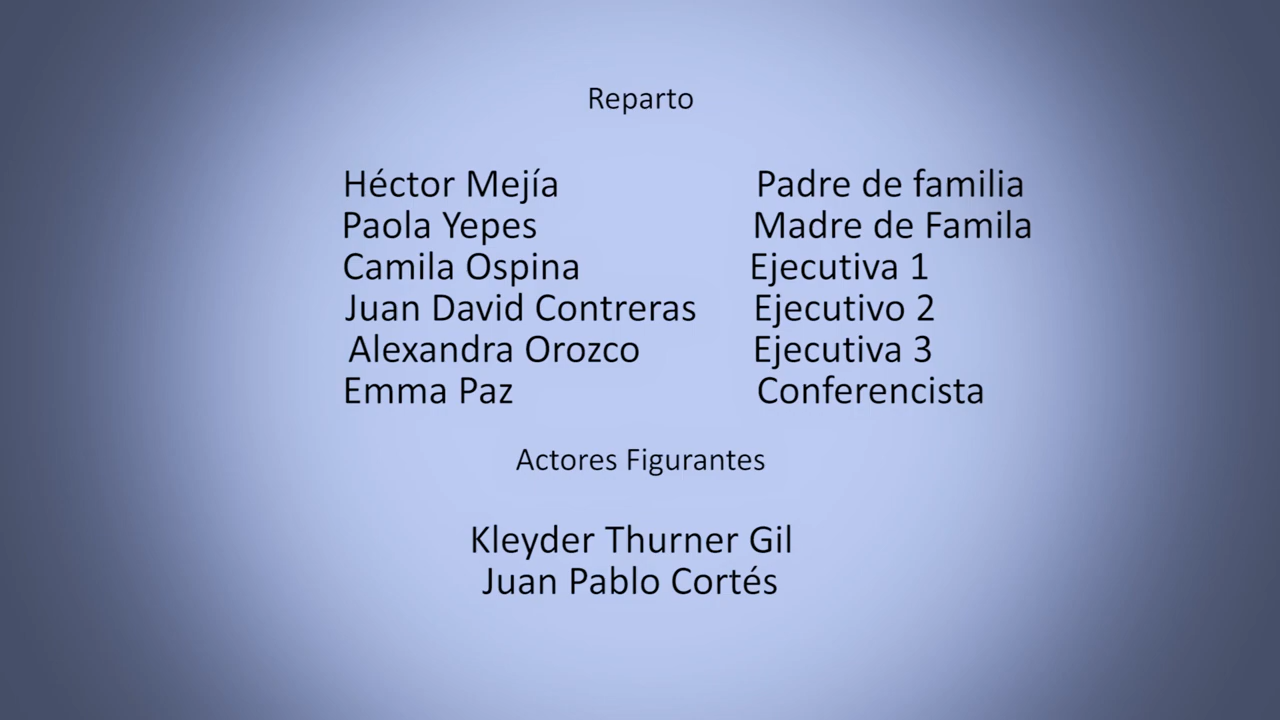 Reparto
Héctor Mejía Padre de familia
Paola Yepes Madre de Famila
Camila Ospina Ejecutiva 1
Juan David Contreras Ejecutivo 2
Alexandra Orozco Ejecutiva 3
Emma Paz Conferencista
Actores Figurantes
Kleyder Thurner Gil
Juan Pablo Cortés